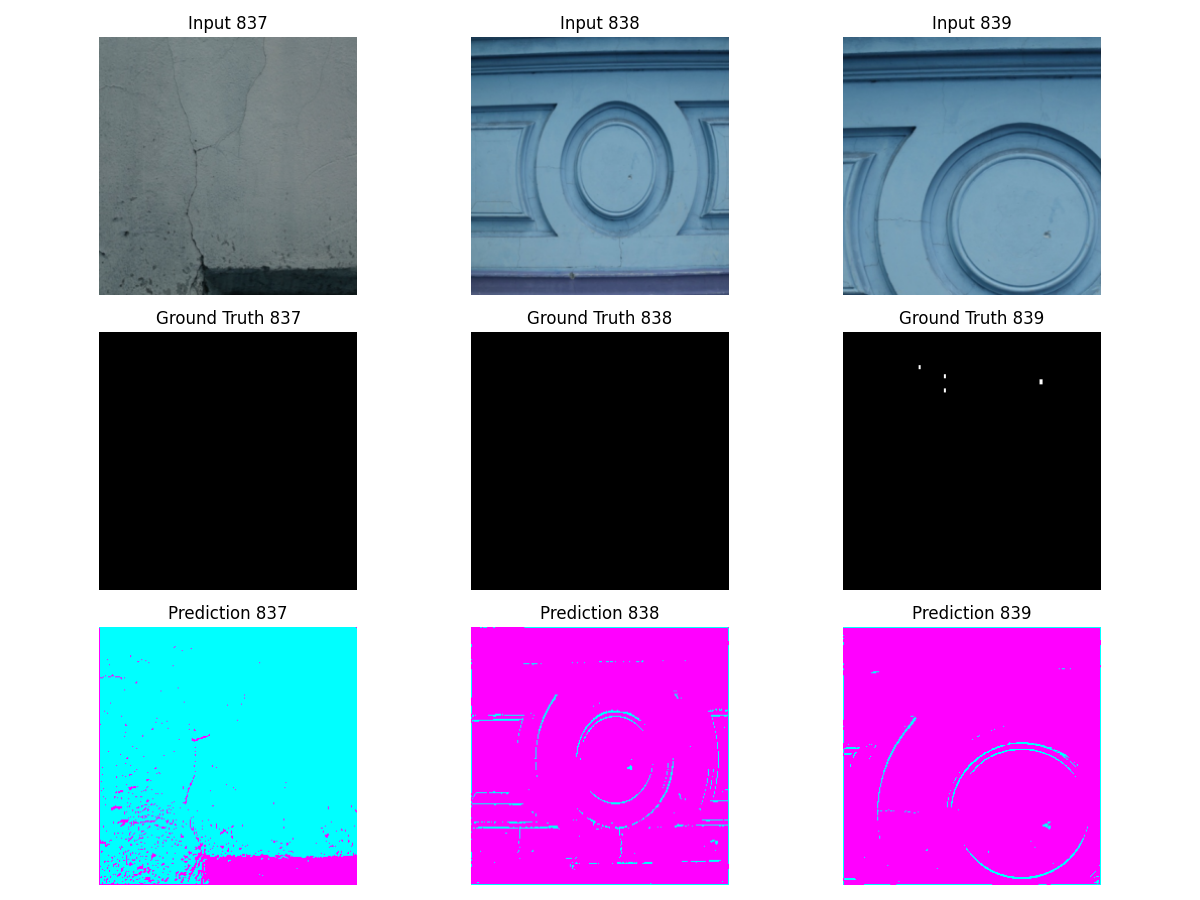 Input 837
Input 838
Input 839
Ground Truth 837
Ground Truth 838
Ground Truth 839
Prediction 837
Prediction 838
Prediction 839